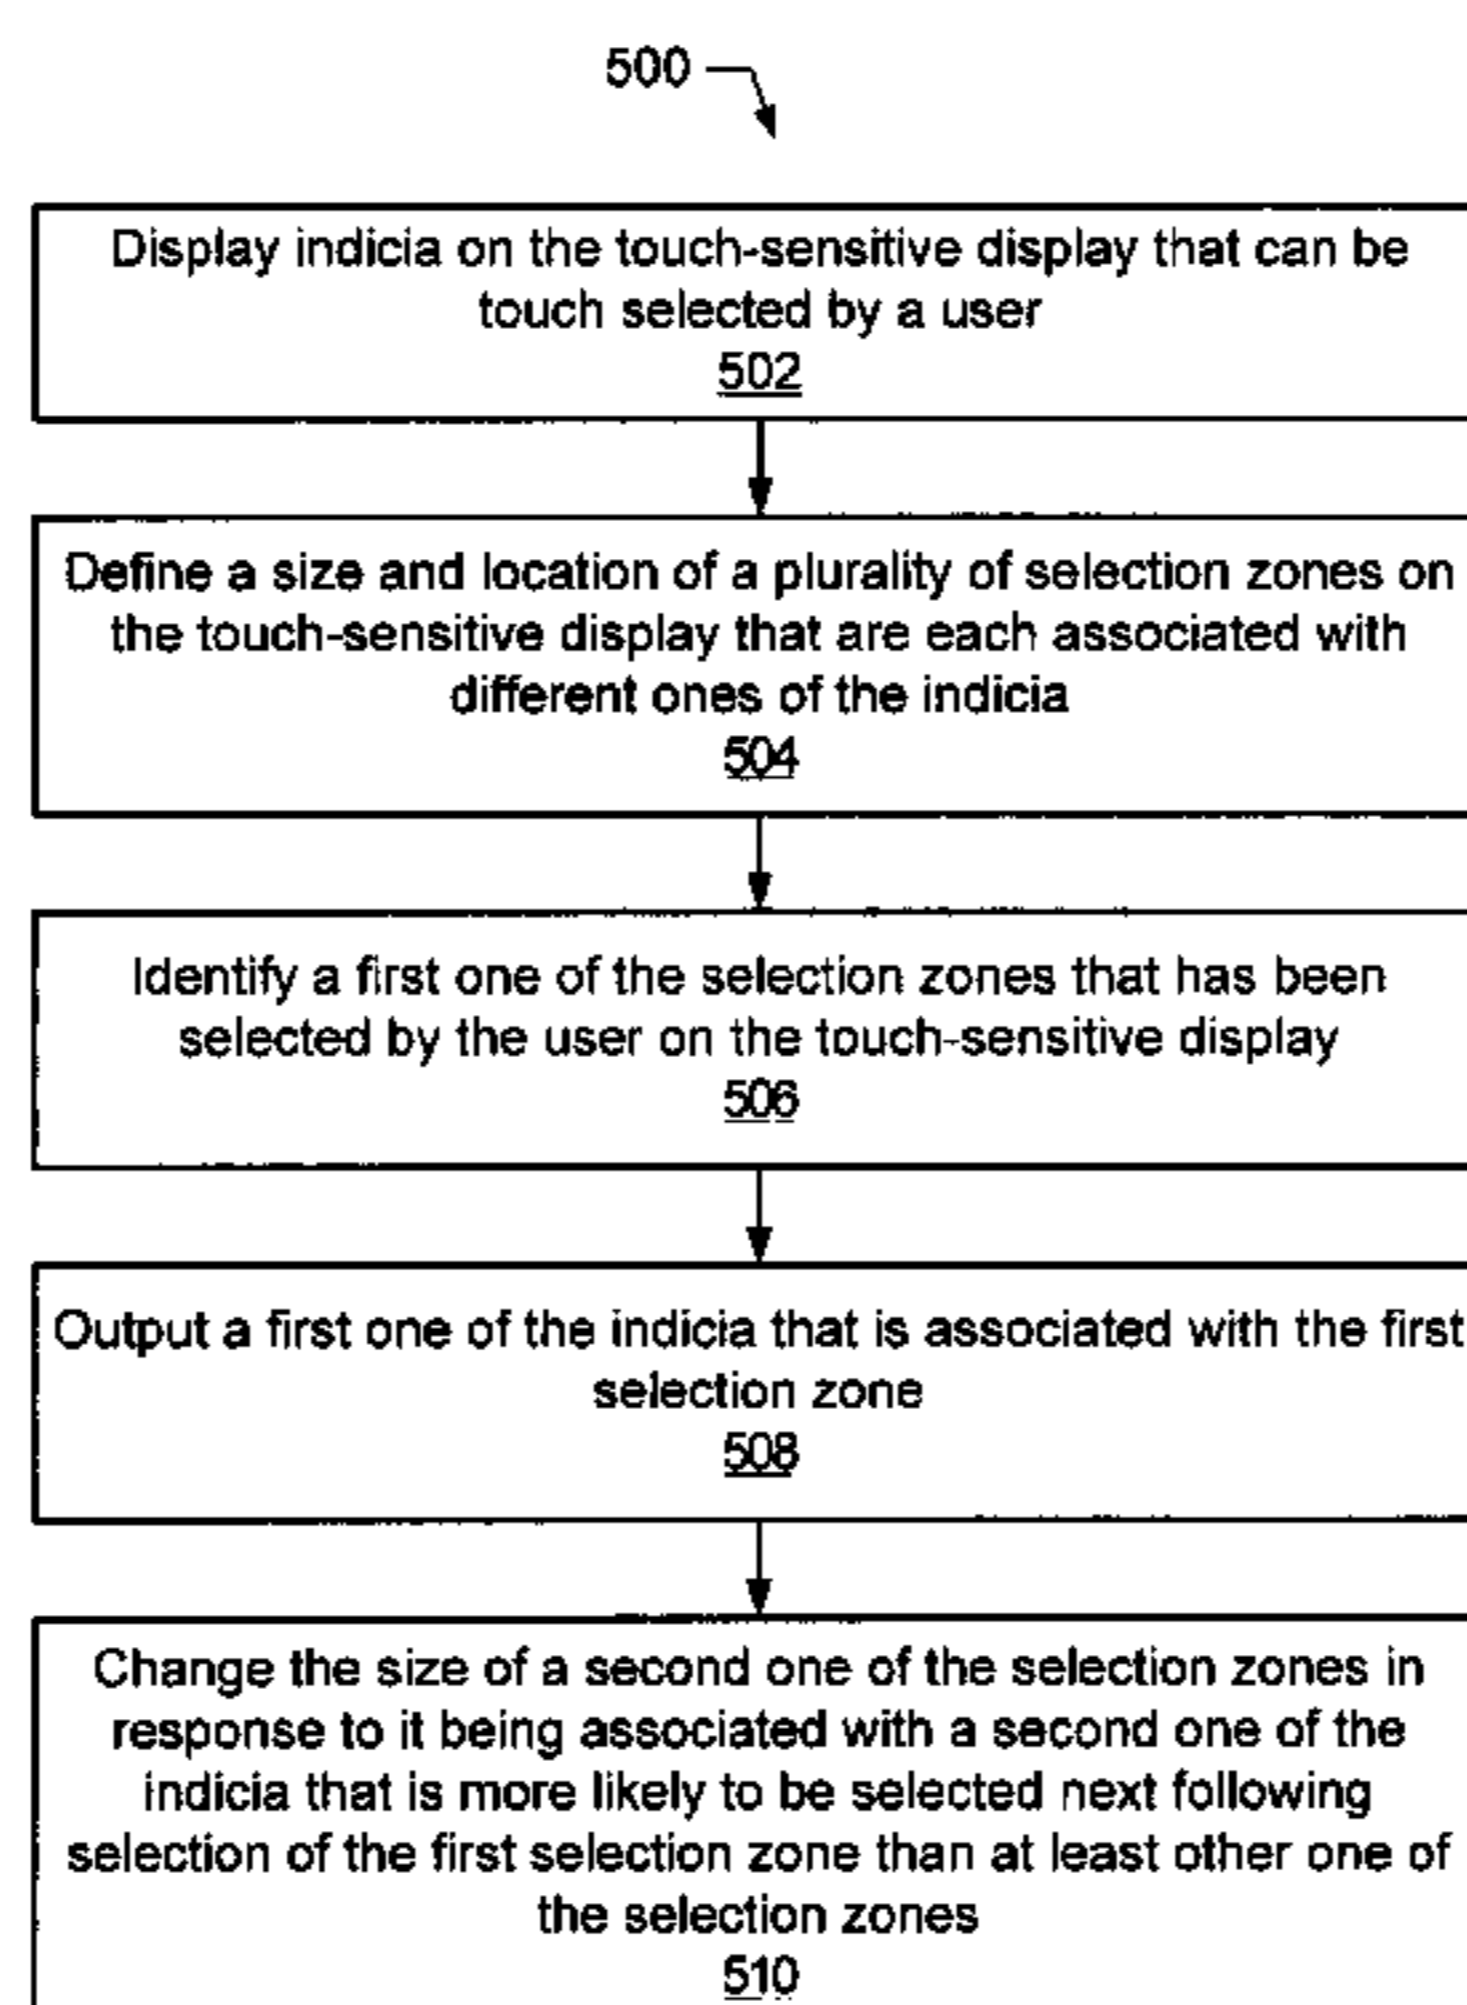 500
Display indicia on the touch-sensitive display that can be
touch selected by a user
502
Define a size and location of a plurality of selection zones on
the touch-sensitive display that are each associated with
different ones of the indicia
504
Identify a first one of the selection zones that has been
selected by the user on the touch-sensitive display
506
Output a first one of the indicia that is associated with the first
selection zone
508
Change the size of a second one of the selection zones in
response to it being associated with a second one of the
indicia that is more likely to be selected next following
selection of the first selection zone than at least other one of
the selection zones
510